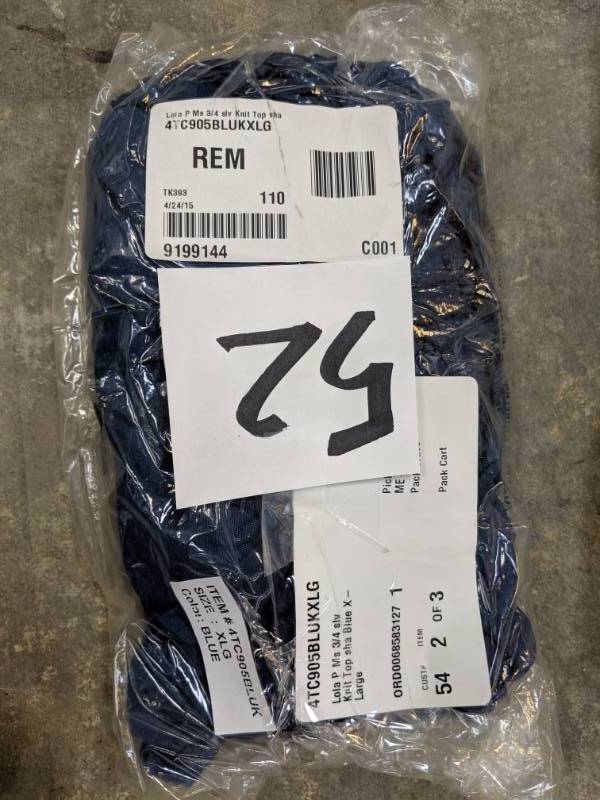 Lola P Ms 3/4 slv Knit Top sha
4TC905BLUKXLG
REM
TK393
4/24/15
110
9199144
C001
52
Pack Cart
4TC905BLUKXLG
Lola P Ms 3/4 slv
Knit Top sha Blue X –
Large
ORD0068583127 1
CUST# ITEM
54 2 OF 3
ITEM # 4TC905BLUK
SIZE : XLG
Color: BLUE